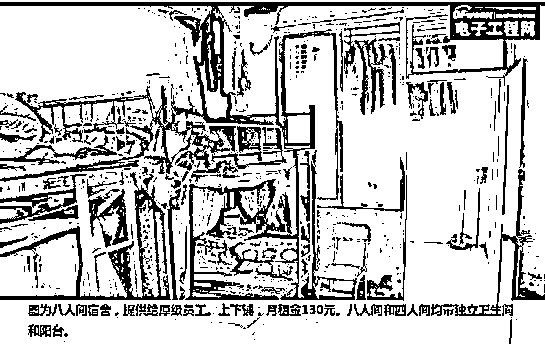 电子工程网
图为八人间宿舍，提供给厚级员工。上下铺，月租金130元。八人间和四人间均带独立卫生间
和阳台。